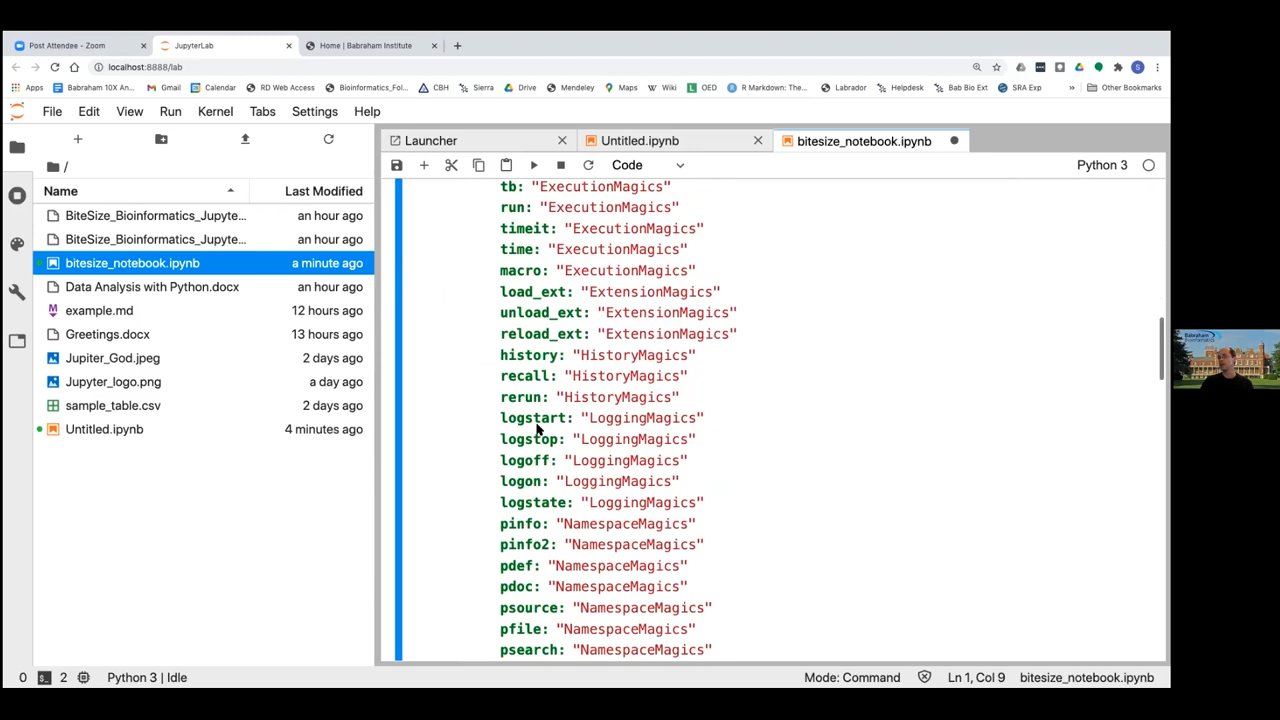 Post Attendee - Zoom
JupyterLab
Home | Babraham Institute
localhost:8888/lab
Apps
Babraham 10X An...
Gmail
Calendar
RD Web Access
Bioinformatics_Fol...
CBH
Sierra
Drive
Mendeley
Maps
Wiki
OED
R Markdown: The...
Labrador
Helpdesk
Bab Bio Ext
SRA Exp
»
Other Bookmarks
File
Edit
View
Run
Kernel
Tabs
Settings
Help
Launcher
Untitled.ipynb
bitesize_notebook.ipynb
/
Code
Python 3
Name
Last Modified
BiteSize_Bioinformatics_Jupyte... an hour ago
BiteSize_Bioinformatics_Jupyte... an hour ago
bitesize_notebook.ipynb a minute ago
Data Analysis with Python.docx an hour ago
example.md 12 hours ago
Greetings.docx 13 hours ago
Jupiter_God.jpeg 2 days ago
Jupyter_logo.png a day ago
sample_table.csv 2 days ago
Untitled.ipynb 4 minutes ago
tb: "ExecutionMagics"
run: "ExecutionMagics"
timeit: "ExecutionMagics"
time: "ExecutionMagics"
macro: "ExecutionMagics"
load_ext: "ExtensionMagics"
unload_ext: "ExtensionMagics"
reload_ext: "ExtensionMagics"
history: "HistoryMagics"
recall: "HistoryMagics"
rerun: "HistoryMagics"
logstart: "LoggingMagics"
logstop: "LoggingMagics"
logoff: "LoggingMagics"
logon: "LoggingMagics"
logstate: "LoggingMagics"
pinfo: "NamespaceMagics"
pinfo2: "NamespaceMagics"
pdef: "NamespaceMagics"
pdoc: "NamespaceMagics"
psource: "NamespaceMagics"
pfile: "NamespaceMagics"
psearch: "NamespaceMagics"
0
2
Python 3 | Idle
Mode: Command
Ln 1, Col 9
bitesize_notebook.ipynb